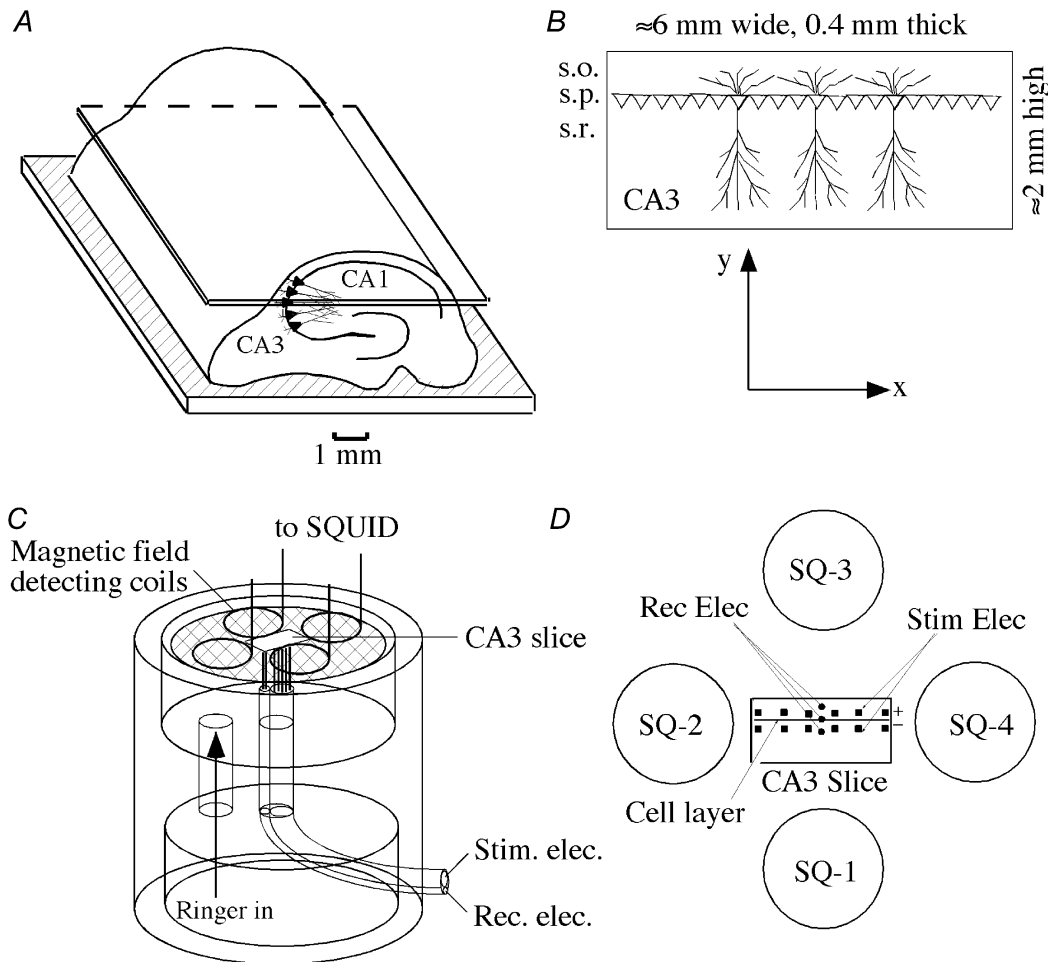 A
CA1
CA3
1 mm
B
≈6 mm wide, 0.4 mm thick
s.o.
s.p.
s.r.
CA3
≈2 mm high
y
x
C
to SQUID
Magnetic field
detecting coils
CA3 slice
Stim. elec.
Rec. elec.
Ringer in
D
SQ-3
Rec Elec
Stim Elec
SQ-2
+
−
SQ-4
CA3 Slice
Cell layer
SQ-1